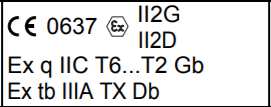 CE 0637 Ex II2G
II2D
Ex q IIC T6...T2 Gb
Ex tb IIIA TX Db